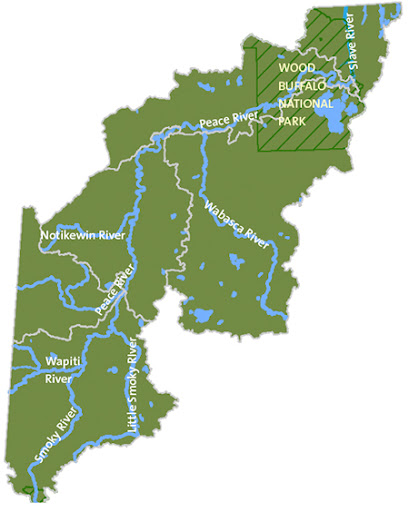 Slave River
WOOD
BUFFALO
NATIONAL
PARK
Peace River
Wabasca River
Notikewin River
Peace River
Wapiti
River
Little Smoky River
Smoky River